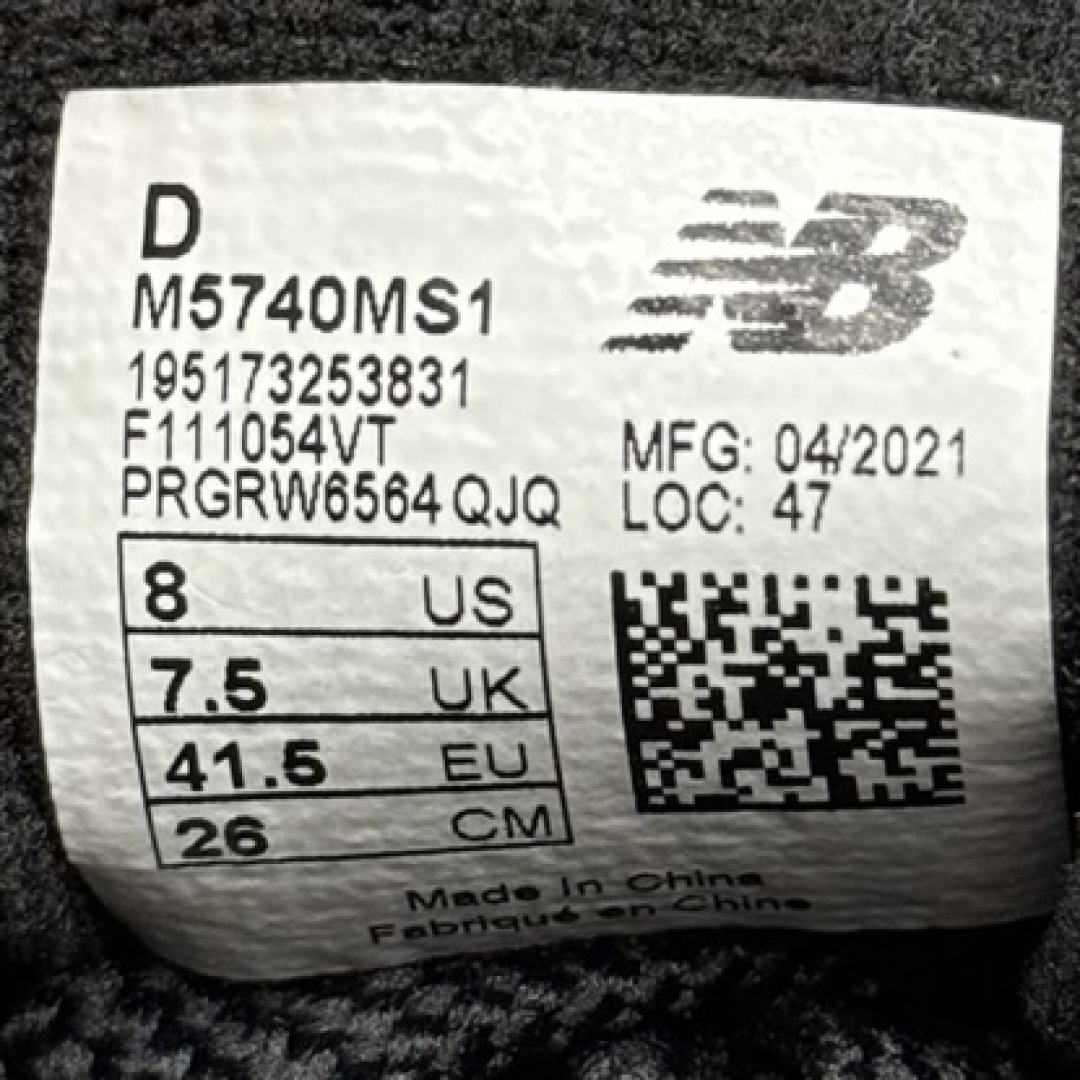 D
M5740MS1
195173253831
F111054VT
PRGRW6564 QJQ
NB
MFG: 04/2021
LOC: 47
8 US
7.5 UK
41.5 EU
26 CM
Made in China
Fabriqué en Chine